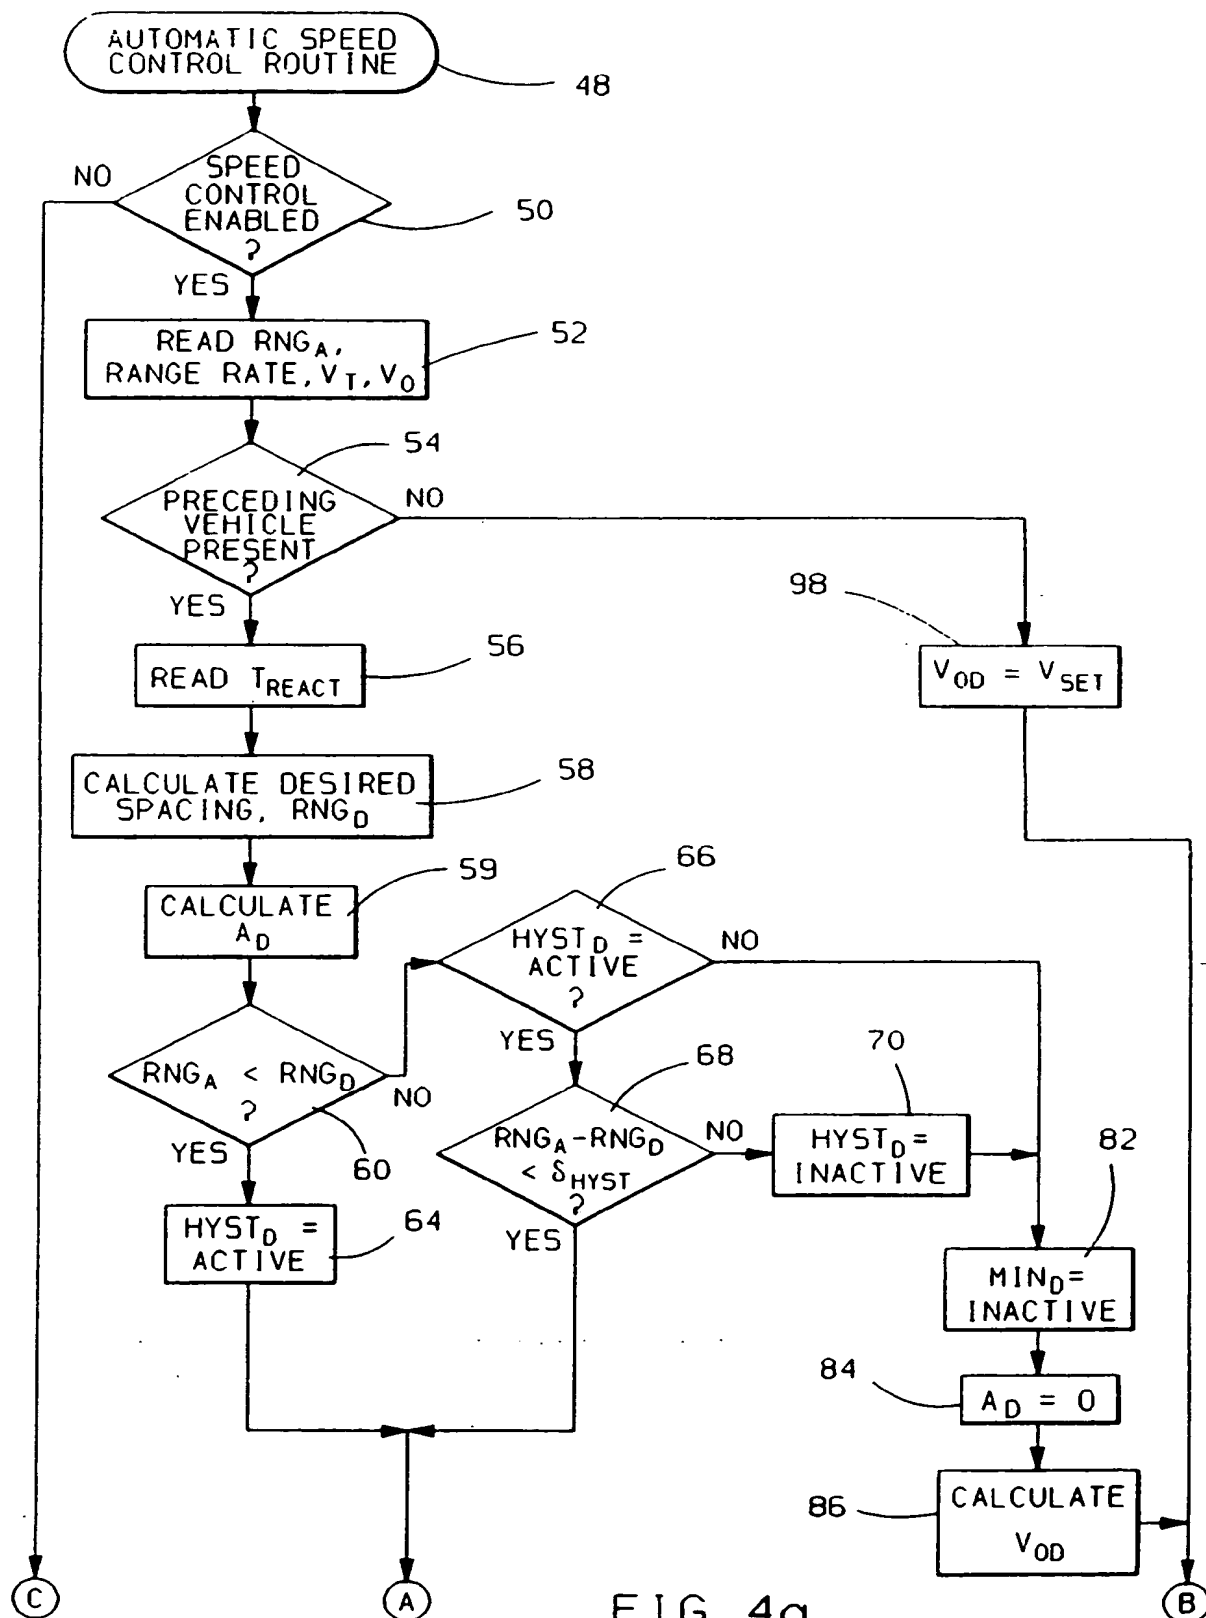 AUTOMATIC SPEED
CONTROL ROUTINE
48
SPEED
CONTROL
ENABLED
?
NO
50
YES
READ RNG_A,
RANGE RATE, V_T, V_O
52
54
PRECEDING
VEHICLE
PRESENT
?
NO
YES
98
V_OD = V_SET
READ T_REACT
56
CALCULATE DESIRED
SPACING, RNG_D
58
CALCULATE
A_D
59
66
HYST_D =
ACTIVE
?
NO
YES
RNG_A < RNG_D
?
NO
YES
60
68
RNG_A-RNG_D
< δ_HYST
?
NO
YES
70
HYST_D=
INACTIVE
82
HYST_D =
ACTIVE
64
MIN_D=
INACTIVE
84
A_D = 0
86
CALCULATE
V_OD
C
A
B
FIG. 4a